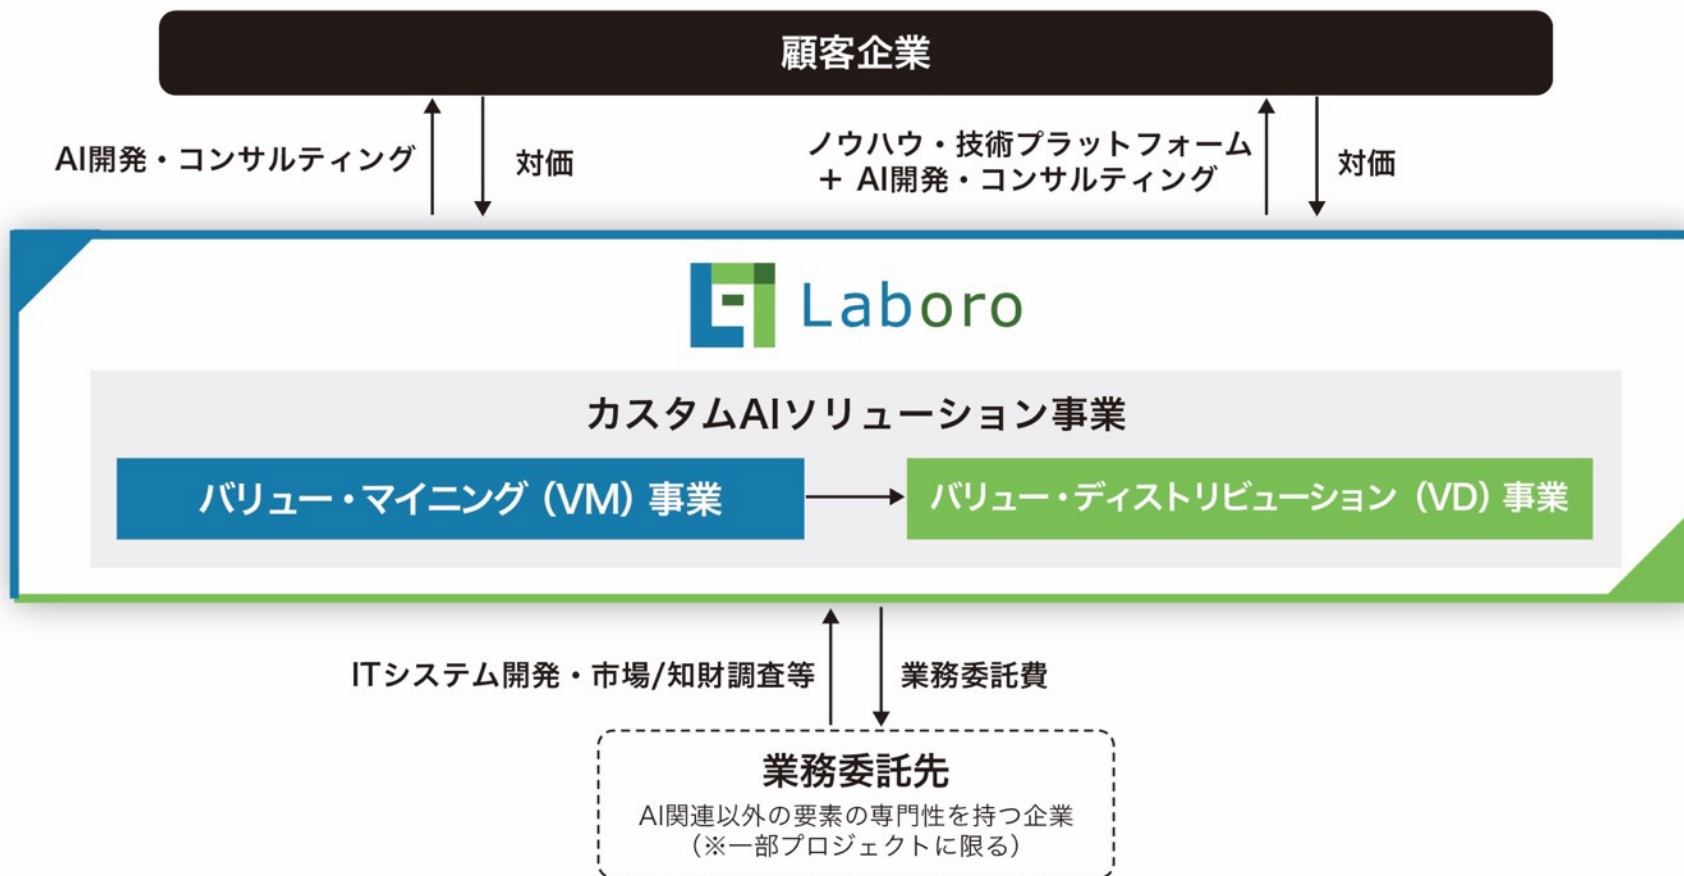 顧客企業
AI開発・コンサルティング
対価
ノウハウ・技術プラットフォーム
+ AI開発・コンサルティング
対価
Laboro
カスタムAIソリューション事業
バリュー・マイニング（VM）事業
バリュー・ディストリビューション（VD）事業
ITシステム開発・市場/知財調査等
業務委託費
業務委託先
AI関連以外の要素の専門性を持つ企業
（※一部プロジェクトに限る）